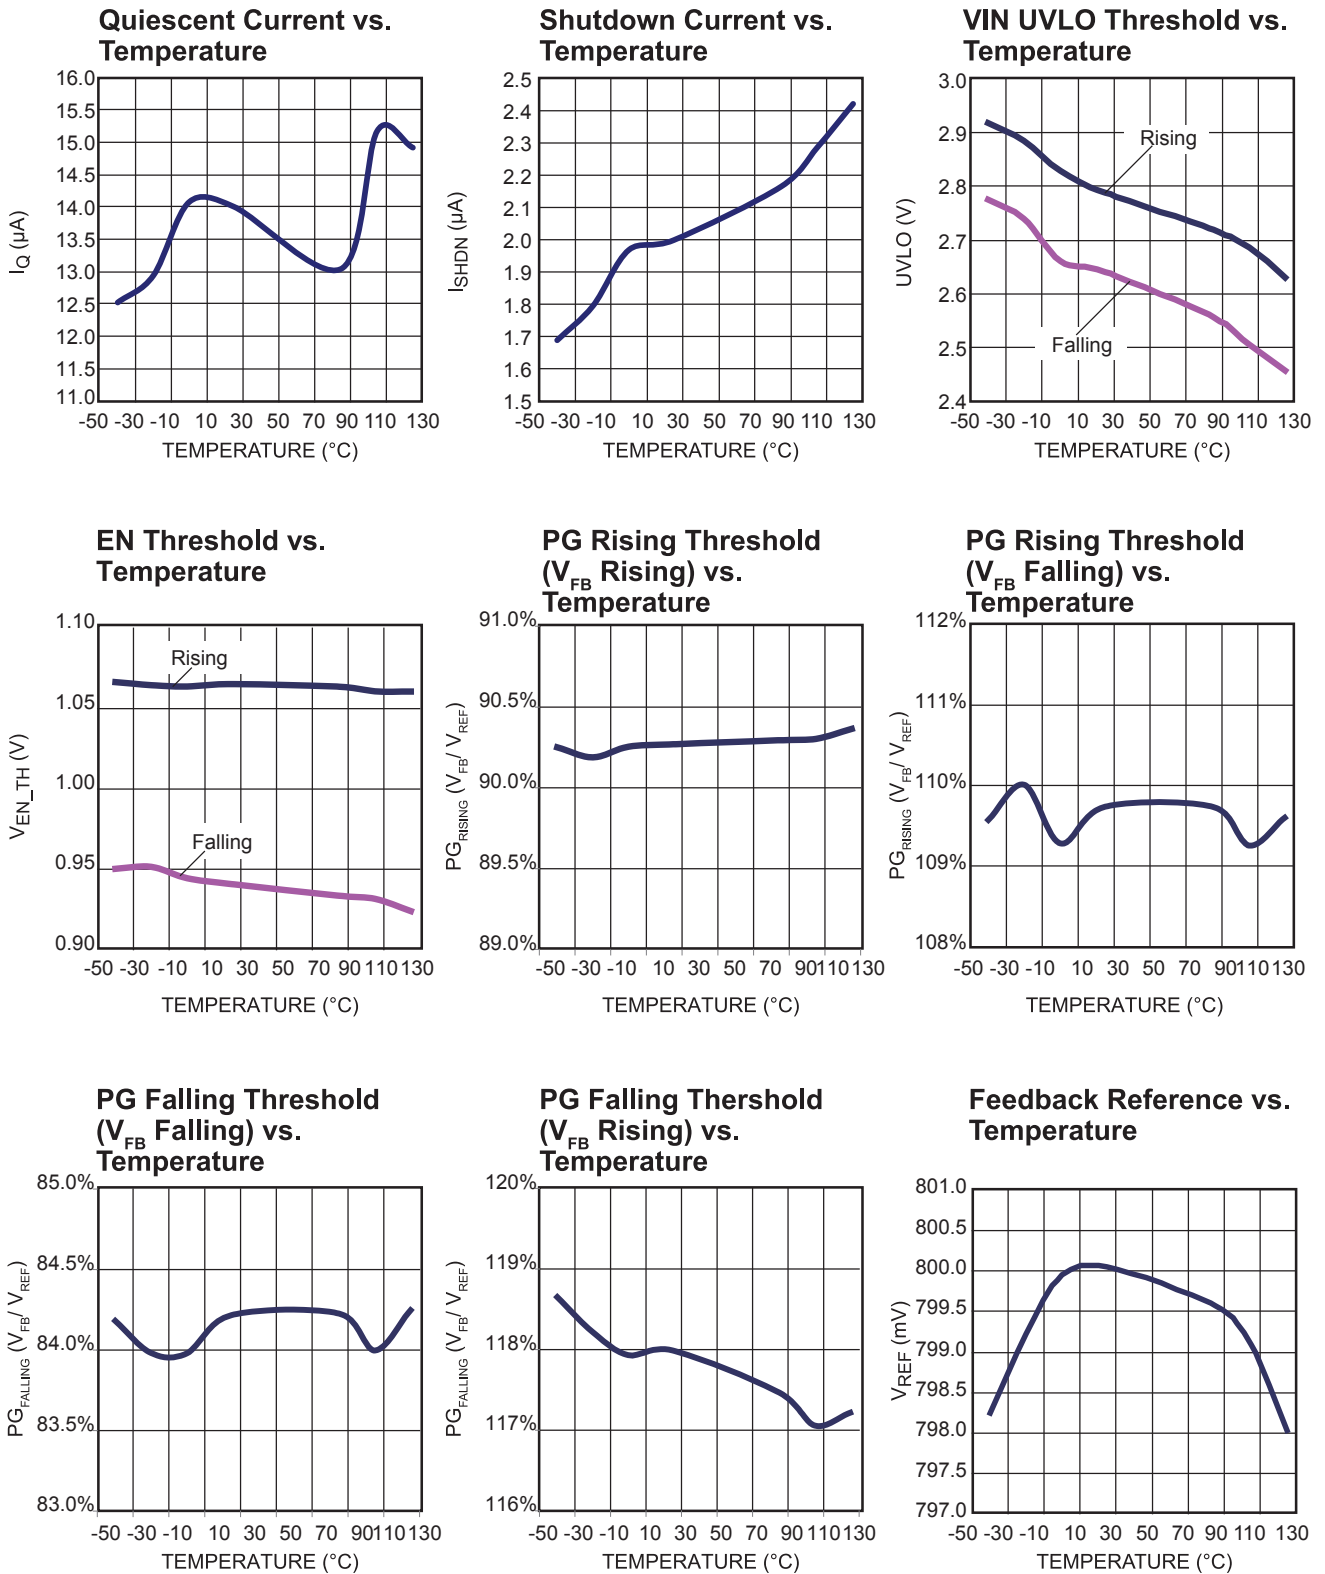 Quiescent Current vs.
Temperature
16.0
15.5
15.0
14.5
14.0
13.5
13.0
12.5
12.0
11.5
11.0
IQ (µA)
-50 -30 -10 10 30 50 70 90 110 130
TEMPERATURE (°C)
Shutdown Current vs.
Temperature
2.5
2.4
2.3
2.2
2.1
2.0
1.9
1.8
1.7
1.6
1.5
ISHDN (µA)
-50 -30 -10 10 30 50 70 90 110 130
TEMPERATURE (°C)
VIN UVLO Threshold vs.
Temperature
3.0
2.9
2.8
2.7
2.6
2.5
2.4
UVLO (V)
Rising
Falling
-50 -30 -10 10 30 50 70 90 110 130
TEMPERATURE (°C)
EN Threshold vs.
Temperature
1.10
1.05
1.00
0.95
0.90
VEN_TH (V)
Rising
Falling
-50 -30 -10 10 30 50 70 90 110 130
TEMPERATURE (°C)
PG Rising Threshold
(VFB Rising) vs.
Temperature
91.0%
90.5%
90.0%
89.5%
89.0%
PGRISING (VFB/ VREF)
-50 -30 -10 10 30 50 70 90 110 130
TEMPERATURE (°C)
PG Rising Threshold
(VFB Falling) vs.
Temperature
112%
111%
110%
109%
108%
PGRISING (VFB/ VREF)
-50 -30 -10 10 30 50 70 90 110 130
TEMPERATURE (°C)
PG Falling Threshold
(VFB Falling) vs.
Temperature
85.0%
84.5%
84.0%
83.5%
83.0%
PGFALLING (VFB/ VREF)
-50 -30 -10 10 30 50 70 90 110 130
TEMPERATURE (°C)
PG Falling Thershold
(VFB Rising) vs.
Temperature
120%
119%
118%
117%
116%
PGFALLING (VFB/ VREF)
-50 -30 -10 10 30 50 70 90 110 130
TEMPERATURE (°C)
Feedback Reference vs.
Temperature
801.0
800.5
800.0
799.5
799.0
798.5
798.0
797.5
797.0
VREF (mV)
-50 -30 -10 10 30 50 70 90 110 130
TEMPERATURE (°C)